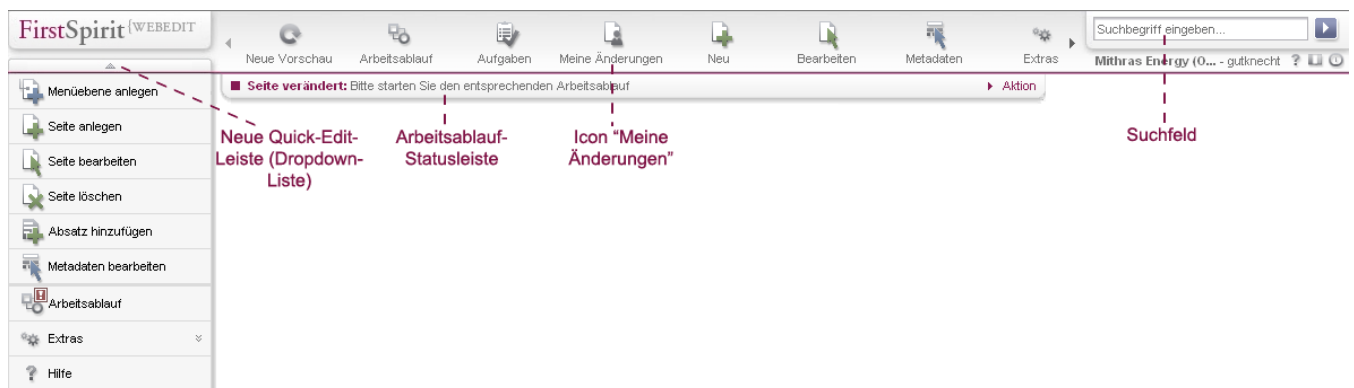 FirstSpirit {WEBEDIT
Neue Vorschau
Arbeitsablauf
Aufgaben
Meine Änderungen
Neu
Bearbeiten
Metadaten
Extras
Suchbegriff eingeben...
Mithras Energy (O... - gutknecht ?
Seite verändert: Bitte starten Sie den entsprechenden Arbeitsablauf
Aktion
Menüebene anlegen
Seite anlegen
Seite bearbeiten
Seite löschen
Absatz hinzufügen
Metadaten bearbeiten
Arbeitsablauf
Extras
? Hilfe
Neue Quick-Edit-
Leiste (Dropdown-
Liste)
Arbeitsablauf-
Statusleiste
Icon “Meine
Änderungen”
Suchfeld